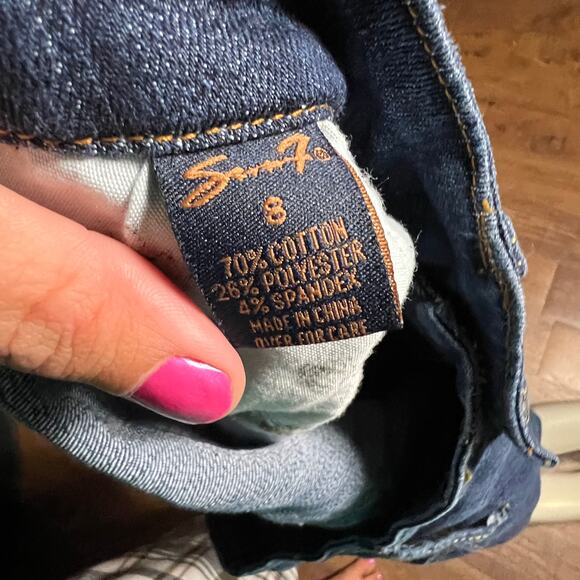 Seven7 ®
8
70% COTTON
26% POLYESTER
4% SPANDEX
MADE IN CHINA
OVER FOR CARE